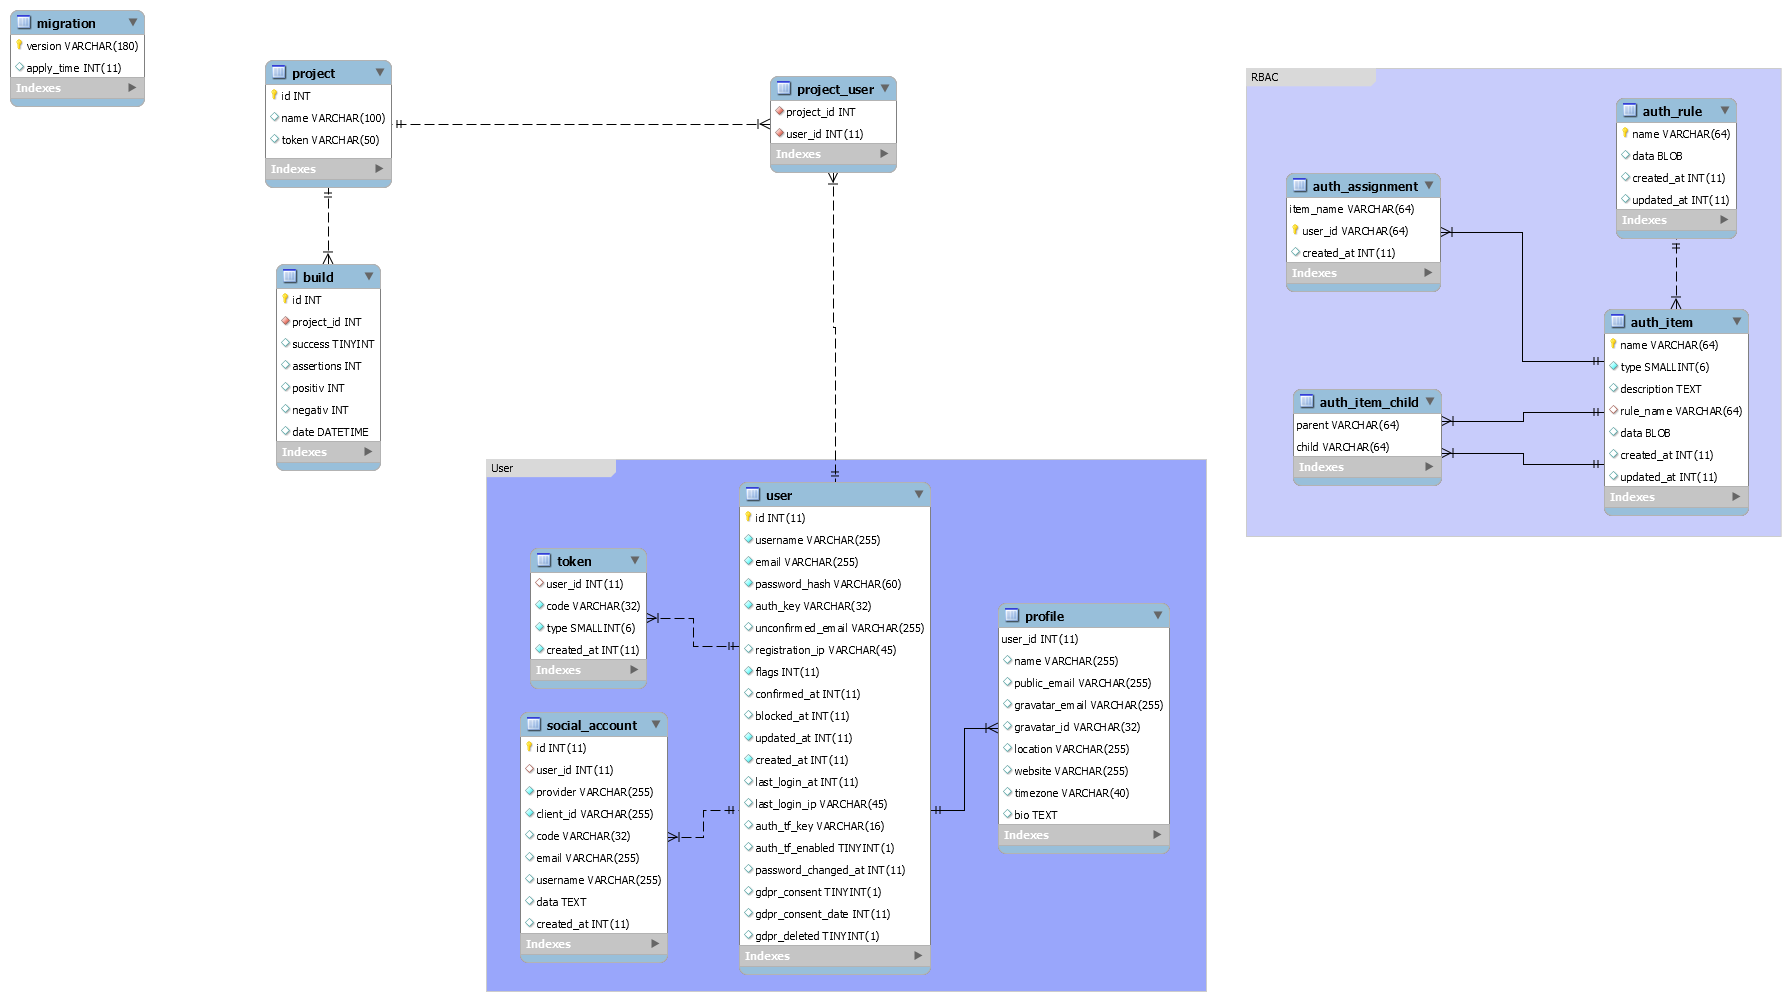 migration
version VARCHAR(180)
apply_time INT(11)
Indexes
project
id INT
name VARCHAR(100)
token VARCHAR(50)
Indexes
build
id INT
project_id INT
success TINYINT
assertions INT
positiv INT
negativ INT
date DATETIME
Indexes
project_user
project_id INT
user_id INT(11)
Indexes
User
user
id INT(11)
username VARCHAR(255)
email VARCHAR(255)
password_hash VARCHAR(60)
auth_key VARCHAR(32)
unconfirmed_email VARCHAR(255)
registration_ip VARCHAR(45)
flags INT(11)
confirmed_at INT(11)
blocked_at INT(11)
updated_at INT(11)
created_at INT(11)
last_login_at INT(11)
last_login_ip VARCHAR(45)
auth_tf_key VARCHAR(16)
auth_tf_enabled TINYINT(1)
password_changed_at INT(11)
gdpr_consent TINYINT(1)
gdpr_consent_date INT(11)
gdpr_deleted TINYINT(1)
Indexes
token
user_id INT(11)
code VARCHAR(32)
type SMALLINT(6)
created_at INT(11)
Indexes
social_account
id INT(11)
user_id INT(11)
provider VARCHAR(255)
client_id VARCHAR(255)
code VARCHAR(32)
email VARCHAR(255)
username VARCHAR(255)
data TEXT
created_at INT(11)
Indexes
profile
user_id INT(11)
name VARCHAR(255)
public_email VARCHAR(255)
gravatar_email VARCHAR(255)
gravatar_id VARCHAR(32)
location VARCHAR(255)
website VARCHAR(255)
timezone VARCHAR(40)
bio TEXT
Indexes
RBAC
auth_rule
name VARCHAR(64)
data BLOB
created_at INT(11)
updated_at INT(11)
Indexes
auth_assignment
item_name VARCHAR(64)
user_id VARCHAR(64)
created_at INT(11)
Indexes
auth_item
name VARCHAR(64)
type SMALLINT(6)
description TEXT
rule_name VARCHAR(64)
data BLOB
created_at INT(11)
updated_at INT(11)
Indexes
auth_item_child
parent VARCHAR(64)
child VARCHAR(64)
Indexes